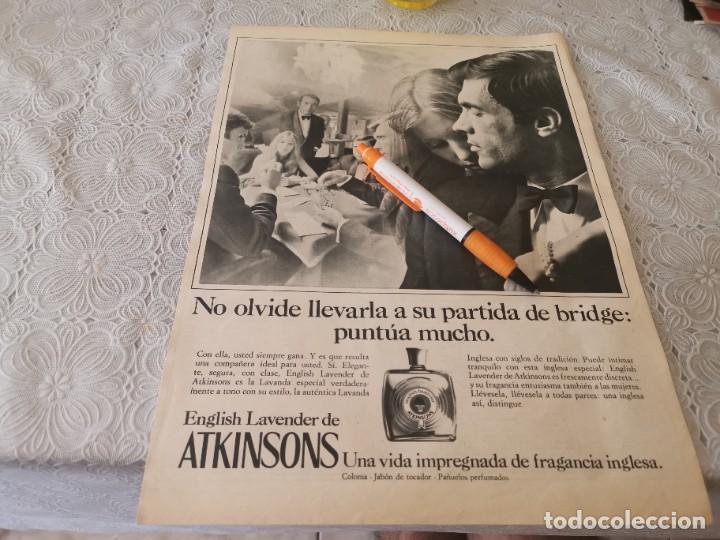 No olvide llevarla a su partida de bridge:
puntúa mucho.
Con ella, usted siempre gana. Y es que resulta
una compañera ideal para usted. Sí. Elegan-
te, segura, con clase, English Lavender de
Atkinsons es la Lavanda especial verdadera-
mente a tono con su estilo, la auténtica Lavanda
Inglesa con siglos de tradición. Puede intimar
tranquilo con esta inglesa especial: English
Lavender de Atkinsons es frescamente discreta...
y su fragancia entusiasma también a las mujeres.
Llévesela, llévesela a todas partes: una inglesa
así, distingue.
ATKINSONS
English Lavender de
ATKINSONS Una vida impregnada de fragancia inglesa.
Colonia - Jabón de tocador - Pañuelos perfumados
todocoleccion